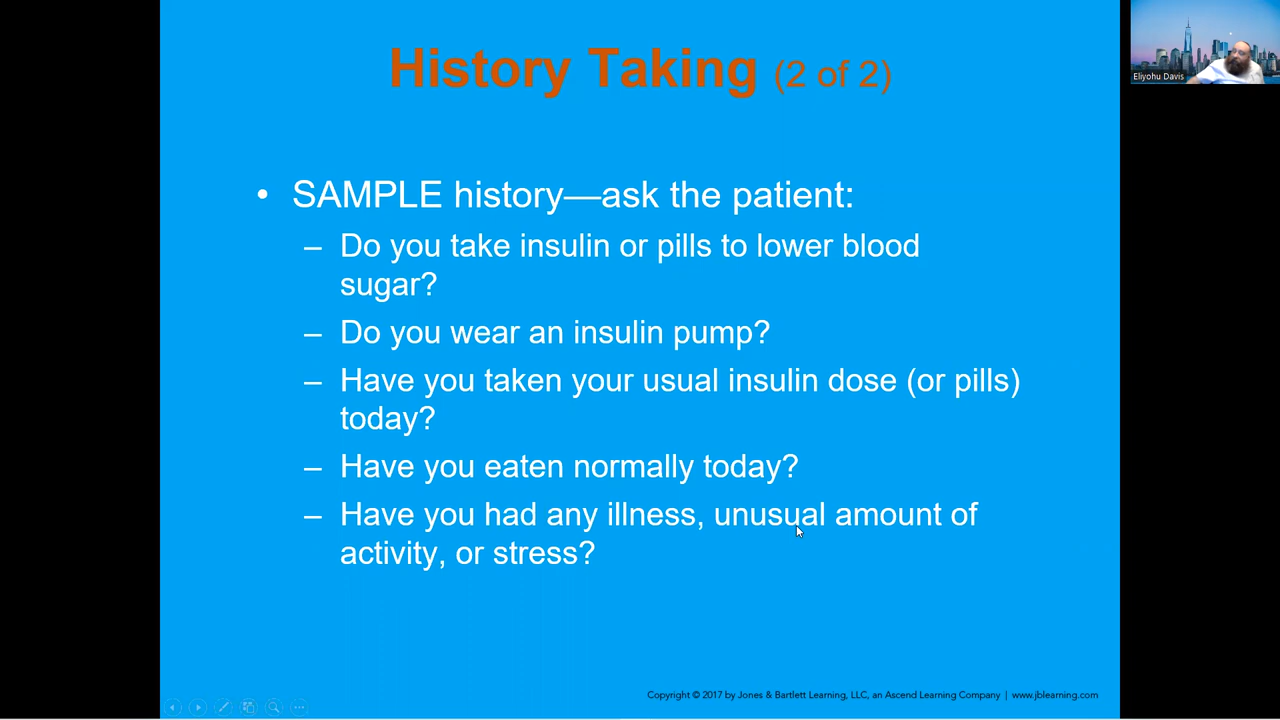 History Taking (2 of 2)
Eliyohu Davis
• SAMPLE history—ask the patient:
– Do you take insulin or pills to lower blood
sugar?
– Do you wear an insulin pump?
– Have you taken your usual insulin dose (or pills)
today?
– Have you eaten normally today?
– Have you had any illness, unusual amount of
activity, or stress?
Copyright © 2017 by Jones & Bartlett Learning, LLC, an Ascend Learning Company | www.jblearning.com